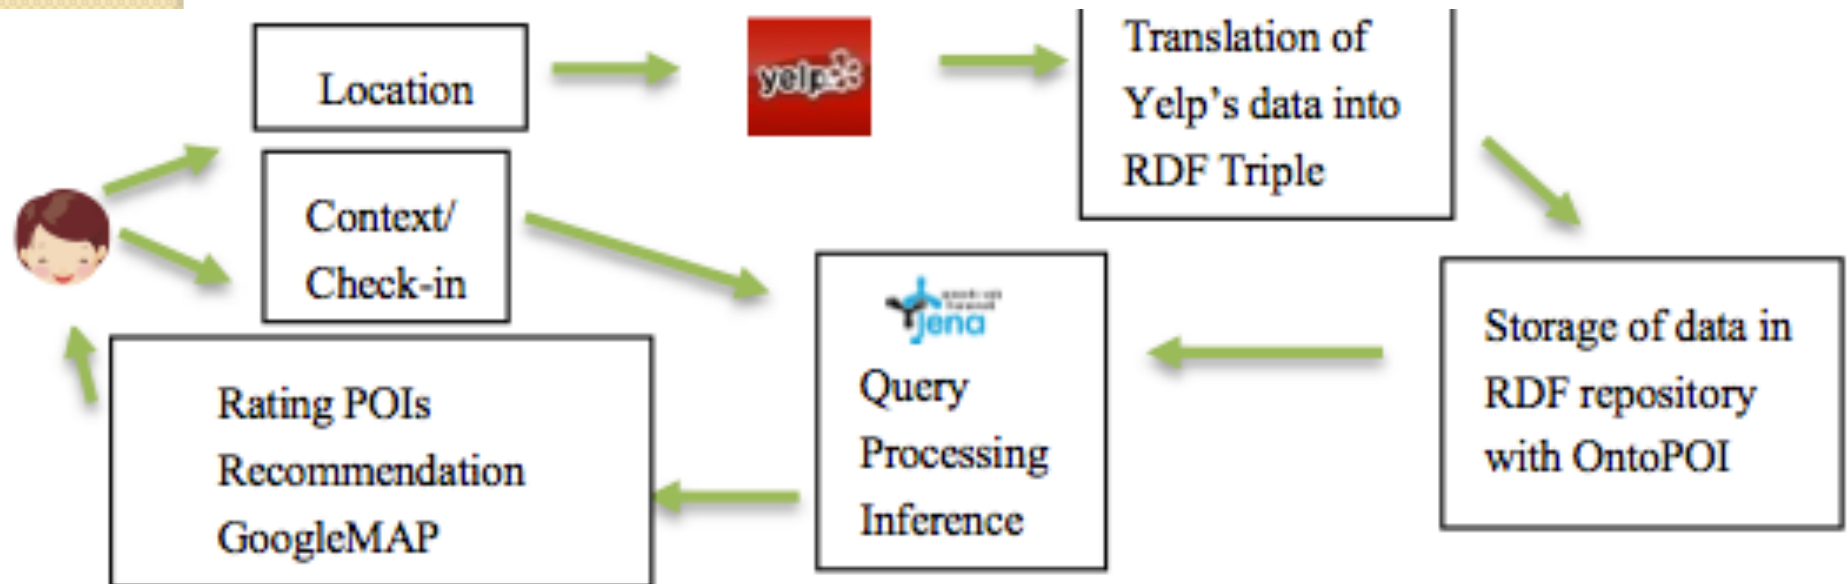 Location
yelp
Translation of
Yelp's data into
RDF Triple
Context/
Check-in
jena
Query
Processing
Inference
Storage of data in
RDF repository
with OntoPOI
Rating POIs
Recommendation
GoogleMAP